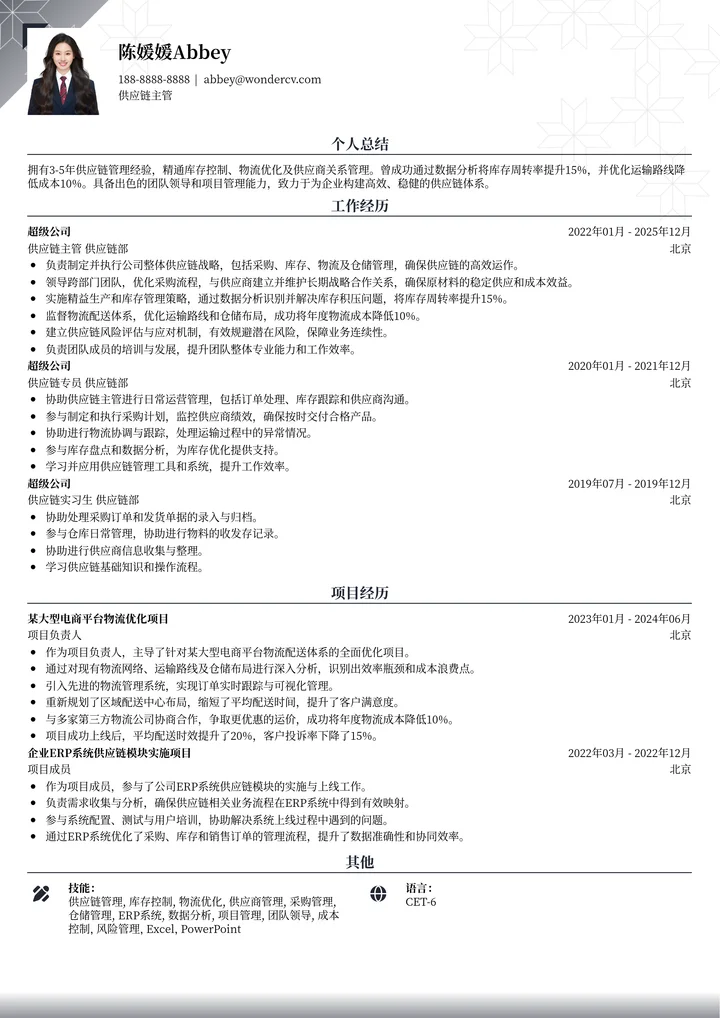 陈媛媛Abbey
188-8888-8888 | abbey@wondercv.com
供应链主管
个人总结
拥有3-5年供应链管理经验，精通库存控制、物流优化及供应商关系管理。曾成功通过数据分析将库存周转率提升15%，并优化运输路线降
低成本10%。具备出色的团队领导和项目管理能力，致力于为企业构建高效、稳健的供应链体系。
工作经历
超级公司 2022年01月 - 2025年12月
供应链主管 供应链部 北京
• 负责制定并执行公司整体供应链战略，包括采购、库存、物流及仓储管理，确保供应链的高效运作。
• 领导跨部门团队，优化采购流程，与供应商建立并维护长期战略合作关系，确保原材料的稳定供应和成本效益。
• 实施精益生产和库存管理策略，通过数据分析识别并解决库存积压问题，将库存周转率提升15%。
• 监督物流配送体系，优化运输路线和仓储布局，成功将年度物流成本降低10%。
• 建立供应链风险评估与应对机制，有效规避潜在风险，保障业务连续性。
• 负责团队成员的培训与发展，提升团队整体专业能力和工作效率。
超级公司 2020年01月 - 2021年12月
供应链专员 供应链部 北京
• 协助供应链主管进行日常运营管理，包括订单处理、库存跟踪和供应商沟通。
• 参与制定和执行采购计划，监控供应商绩效，确保按时交付合格产品。
• 协助进行物流协调与跟踪，处理运输过程中的异常情况。
• 参与库存盘点和数据分析，为库存优化提供支持。
• 学习并应用供应链管理工具和系统，提升工作效率。
超级公司 2019年07月 - 2019年12月
供应链实习生 供应链部 北京
• 协助处理采购订单和发货单据的录入与归档。
• 参与仓库日常管理，协助进行物料的收发存记录。
• 协助进行供应商信息收集与整理。
• 学习供应链基础知识和操作流程。
项目经历
某大型电商平台物流优化项目 2023年01月 - 2024年06月
项目负责人 北京
• 作为项目负责人，主导了针对某大型电商平台物流配送体系的全面优化项目。
• 通过对现有物流网络、运输路线及仓储布局进行深入分析，识别出效率瓶颈和成本浪费点。
• 引入先进的物流管理系统，实现订单实时跟踪与可视化管理。
• 重新规划了区域配送中心布局，缩短了平均配送时间，提升了客户满意度。
• 与多家第三方物流公司协商合作，争取更优惠的运价，成功将年度物流成本降低10%。
• 项目成功上线后，平均配送时效提升了20%，客户投诉率下降了15%。
企业ERP系统供应链模块实施项目 2022年03月 - 2022年12月
项目成员 北京
• 作为项目成员，参与了公司ERP系统供应链模块的实施与上线工作。
• 负责需求收集与分析，确保供应链相关业务流程在ERP系统中得到有效映射。
• 参与系统配置、测试与用户培训，协助解决系统上线过程中遇到的问题。
• 通过ERP系统优化了采购、库存和销售订单的管理流程，提升了数据准确性和协同效率。
其他
技能：
供应链管理, 库存控制, 物流优化, 供应商管理, 采购管理,
仓储管理, ERP系统, 数据分析, 项目管理, 团队领导, 成本
控制, 风险管理, Excel, PowerPoint
语言：
CET-6